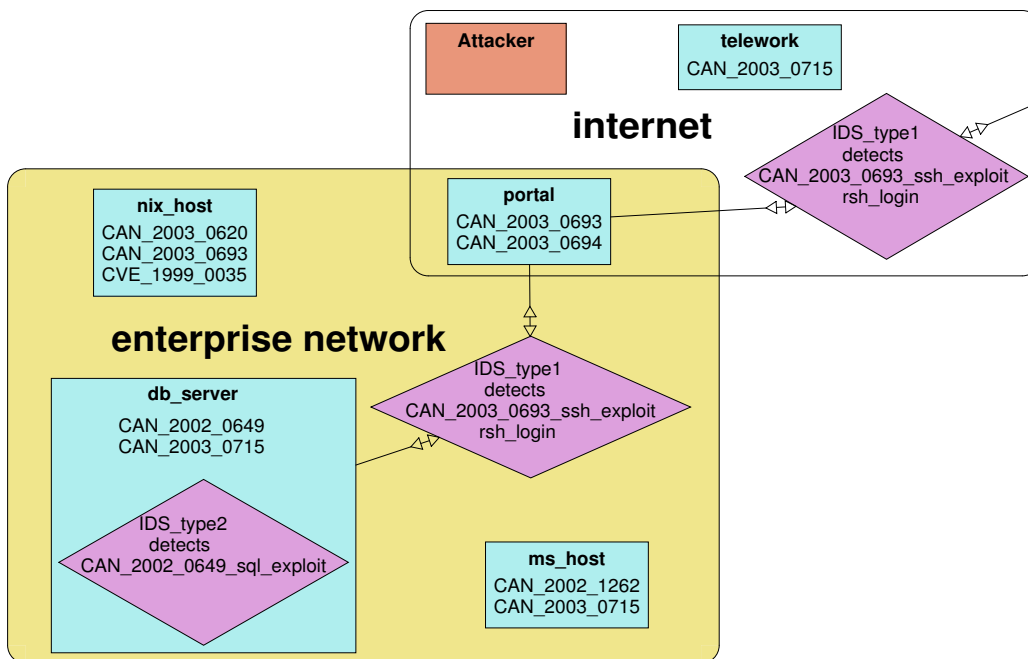 Attacker
telework
CAN_2003_0715
internet
IDS_type1
detects
CAN_2003_0693_ssh_exploit
rsh_login
portal
CAN_2003_0693
CAN_2003_0694
nix_host
CAN_2003_0620
CAN_2003_0693
CVE_1999_0035
enterprise network
IDS_type1
detects
CAN_2003_0693_ssh_exploit
rsh_login
db_server
CAN_2002_0649
CAN_2003_0715
IDS_type2
detects
CAN_2002_0649_sql_exploit
ms_host
CAN_2002_1262
CAN_2003_0715